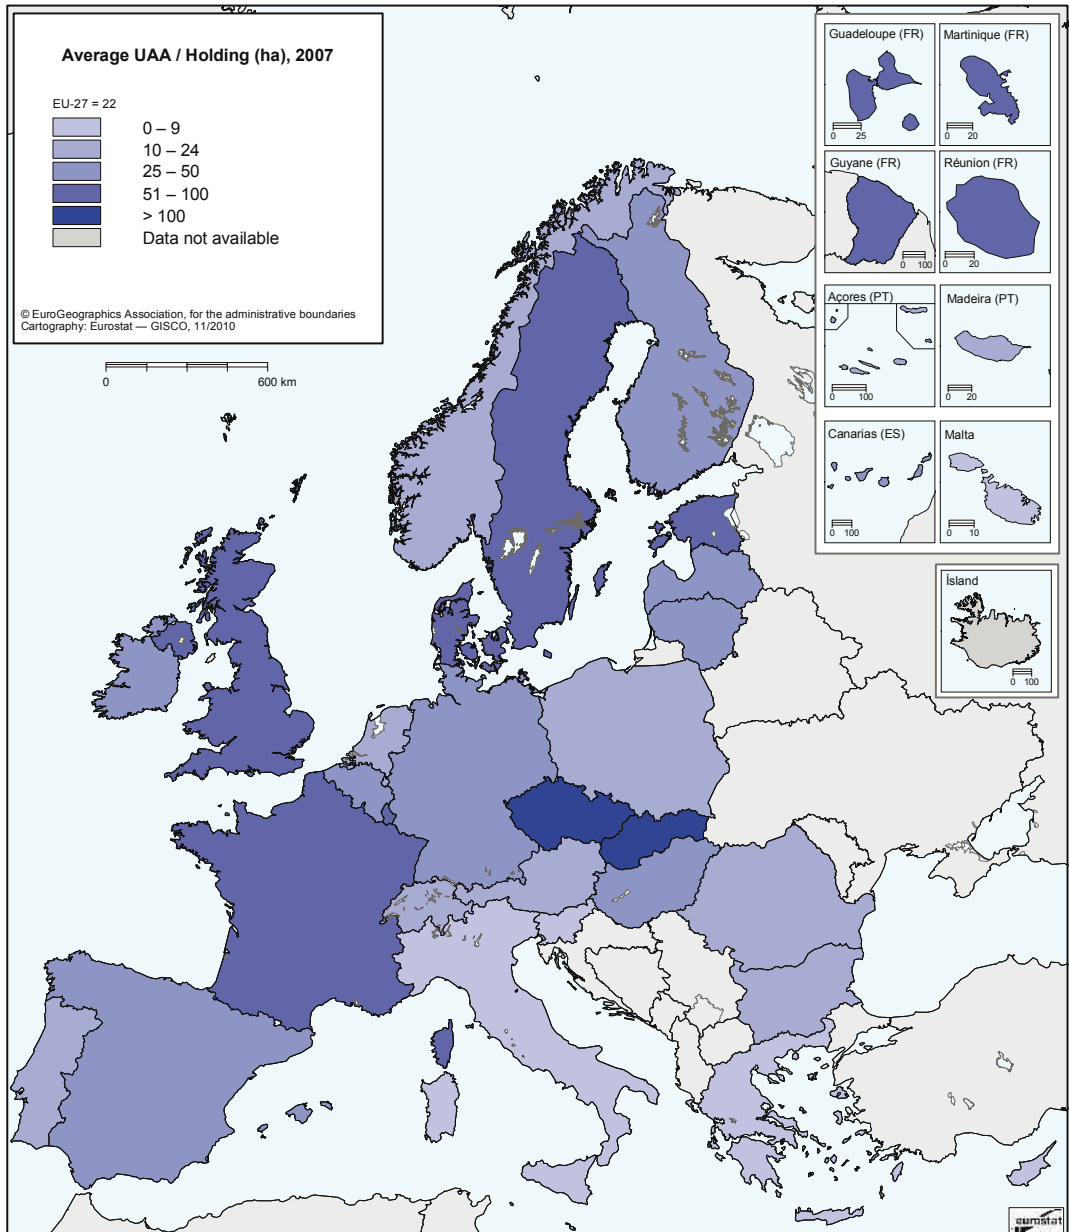 Average UAA / Holding (ha), 2007
EU-27 = 22
0 – 9
10 – 24
25 – 50
51 – 100
> 100
Data not available
© EuroGeographics Association, for the administrative boundaries
Cartography: Eurostat — GISCO, 11/2010
0 600 km
Guadeloupe (FR)
0 25
Martinique (FR)
0 20
Guyane (FR)
0 100
Réunion (FR)
0 20
Açores (PT)
0 100
Madeira (PT)
0 20
Canarias (ES)
0 100
Malta
0 10
Ísland
0 100
eurostat